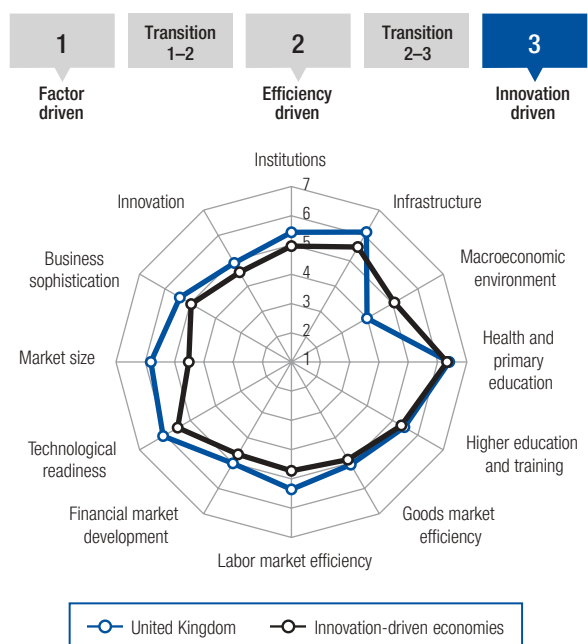 1
Transition
1–2
2
Transition
2–3
3
Factor
driven
Efficiency
driven
Innovation
driven
Institutions
Infrastructure
Macroeconomic
environment
Health and
primary
education
Higher education
and training
Goods market
efficiency
Labor market efficiency
Financial market
development
Technological
readiness
Market size
Business
sophistication
Innovation
7
6
5
4
3
2
1
United Kingdom
Innovation-driven economies